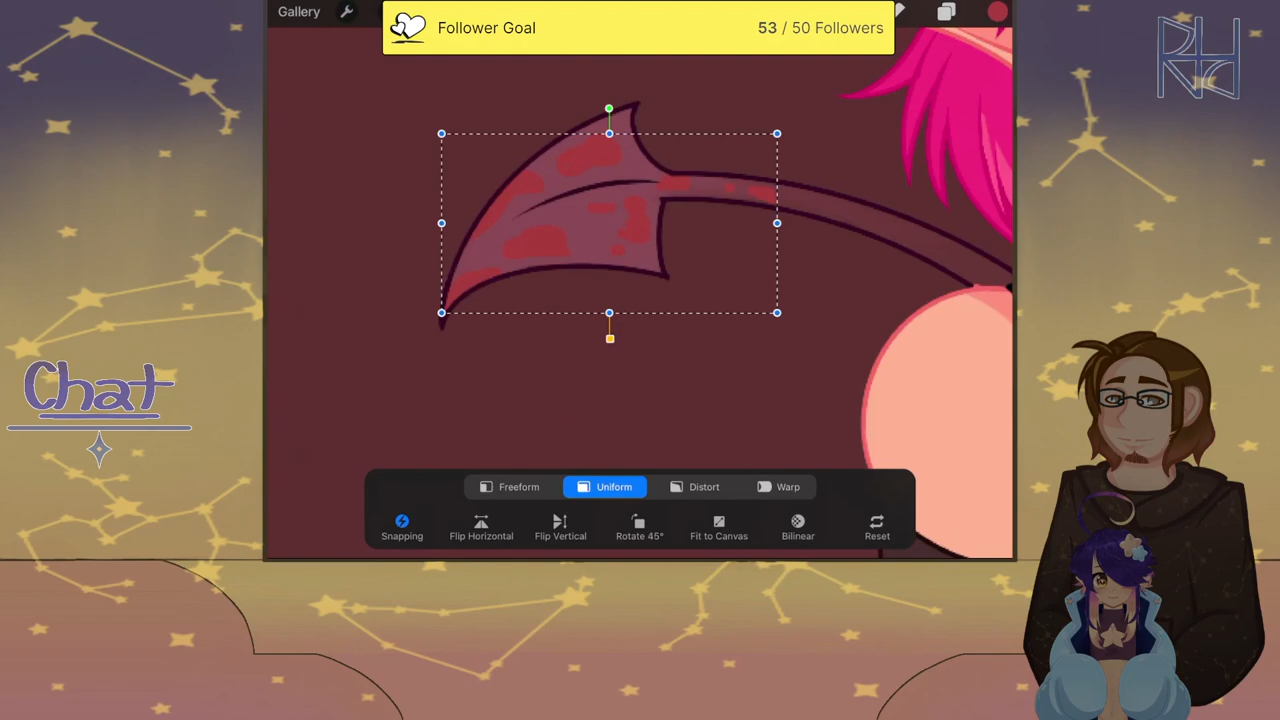 Gallery
Follower Goal
53 / 50 Followers
Chat
Freeform
Uniform
Distort
Warp
Snapping
Flip Horizontal
Flip Vertical
Rotate 45°
Fit to Canvas
Bilinear
Reset